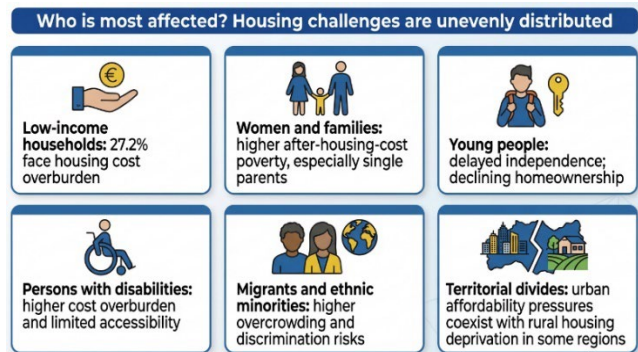 Who is most affected? Housing challenges are unevenly distributed
€
Low-income
households: 27.2%
face housing cost
overburden
Women and families:
higher after-housing-cost
poverty, especially single
parents
Young people:
delayed independence;
declining homeownership
Persons with disabilities:
higher cost overburden
and limited accessibility
Migrants and ethnic
minorities: higher
overcrowding and
discrimination risks
Territorial divides: urban
affordability pressures
coexist with rural housing
deprivation in some regions